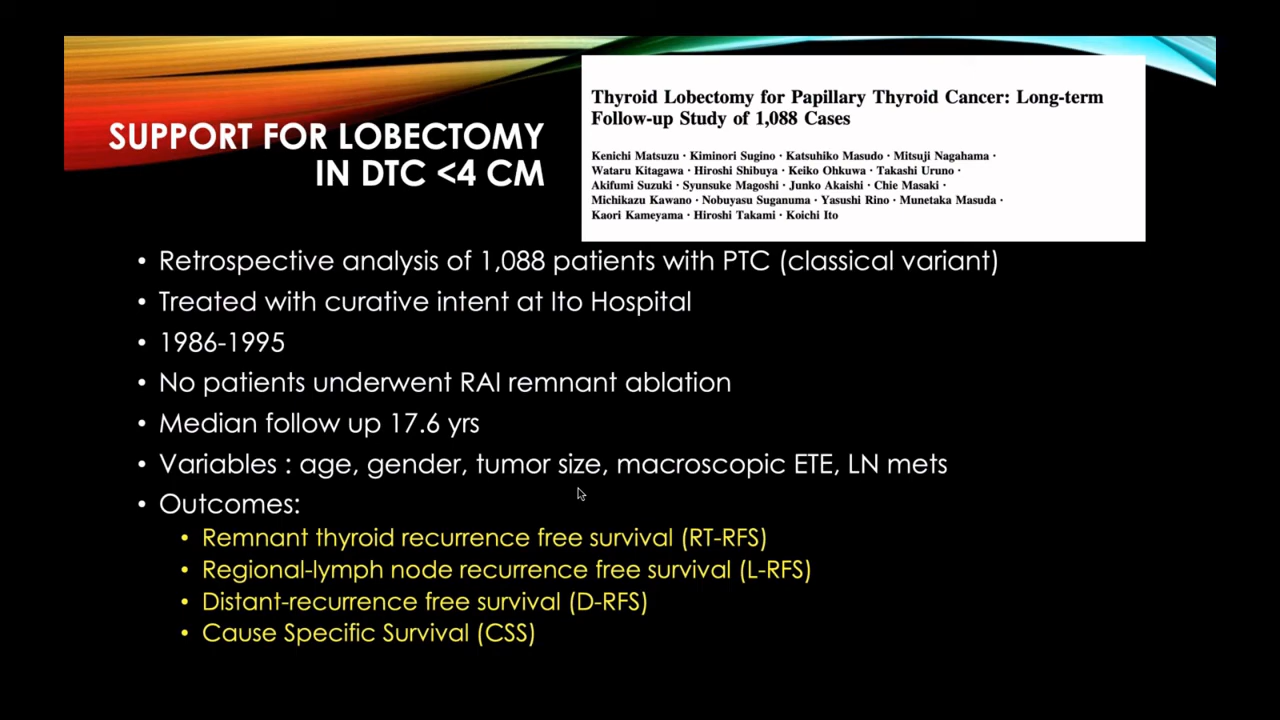 SUPPORT FOR LOBECTOMY
IN DTC <4 CM
Thyroid Lobectomy for Papillary Thyroid Cancer: Long-term
Follow-up Study of 1,088 Cases
Kenichi Matsuzu · Kiminori Sugino · Katsuhiko Masudo · Mitsuji Nagahama ·
Wataru Kitagawa · Hiroshi Shibuya · Keiko Ohkuwa · Takashi Uruno ·
Akifumi Suzuki · Syunsuke Magoshi · Junko Akaishi · Chie Masaki ·
Michikazu Kawano · Nobuyasu Suganuma · Yasushi Rino · Munetaka Masuda ·
Kaori Kameyama · Hiroshi Takami · Koichi Ito
• Retrospective analysis of 1,088 patients with PTC (classical variant)
• Treated with curative intent at Ito Hospital
• 1986-1995
• No patients underwent RAI remnant ablation
• Median follow up 17.6 yrs
• Variables : age, gender, tumor size, macroscopic ETE, LN mets
• Outcomes:
• Remnant thyroid recurrence free survival (RT-RFS)
• Regional-lymph node recurrence free survival (L-RFS)
• Distant-recurrence free survival (D-RFS)
• Cause Specific Survival (CSS)